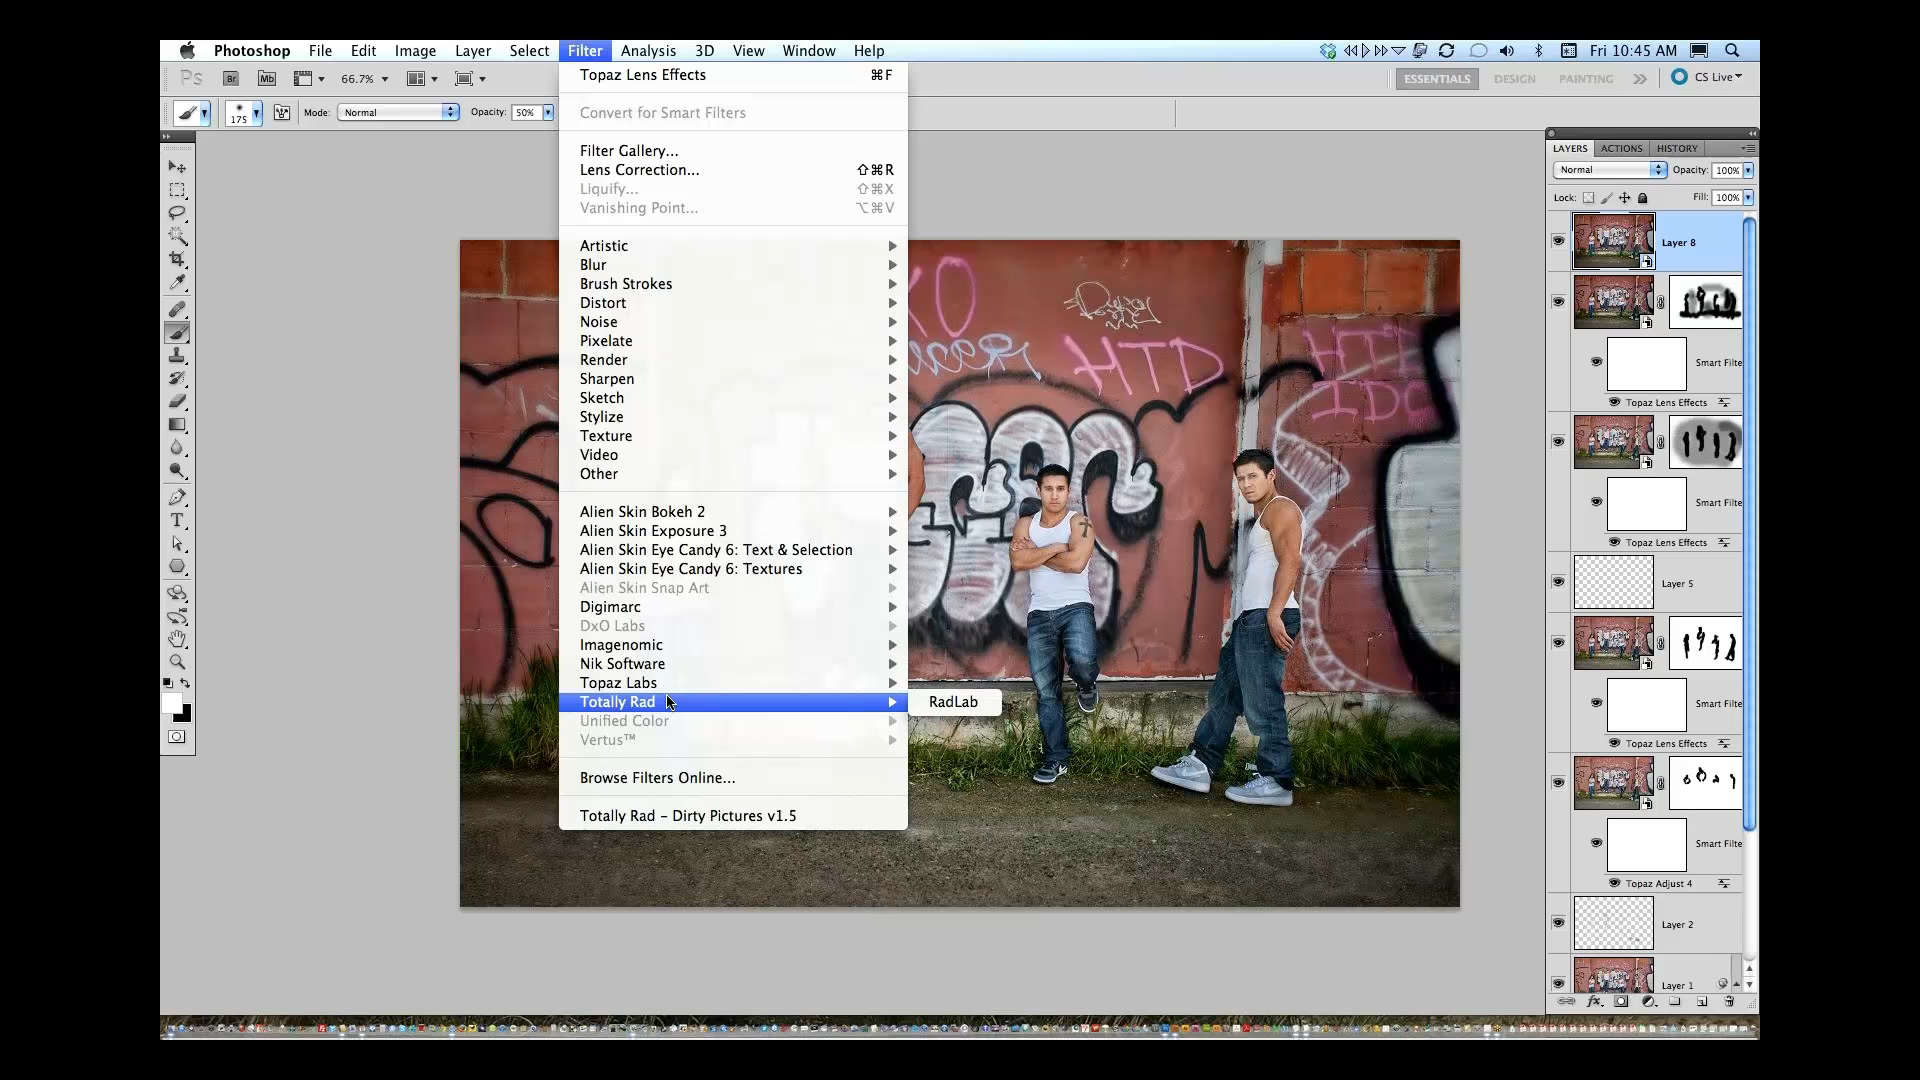 Photoshop File Edit Image Layer Select Filter Analysis 3D View Window Help Fri 10:45 AM
Ps Br Mb 66.7% ESSENTIALS DESIGN PAINTING CS Live
175 Mode: Normal Opacity: 50%
Topaz Lens Effects ⌘F
Convert for Smart Filters
Filter Gallery...
Lens Correction... ⇧⌘R
Liquify... ⇧⌘X
Vanishing Point... ⌥⌘V
Artistic
Blur
Brush Strokes
Distort
Noise
Pixelate
Render
Sharpen
Sketch
Stylize
Texture
Video
Other
Alien Skin Bokeh 2
Alien Skin Exposure 3
Alien Skin Eye Candy 6: Text & Selection
Alien Skin Eye Candy 6: Textures
Alien Skin Snap Art
Digimarc
DxO Labs
Imagenomic
Nik Software
Topaz Labs
Totally Rad
RadLab
Unified Color
Vertus™
Browse Filters Online...
Totally Rad – Dirty Pictures v1.5
HTD
LAYERS ACTIONS HISTORY
Normal Opacity: 100%
Lock: Fill: 100%
Layer 8
Smart Filte
Topaz Lens Effects
Smart Filte
Topaz Lens Effects
Layer 5
Smart Filte
Topaz Lens Effects
Smart Filte
Topaz Adjust 4
Layer 2
Layer 1
fx